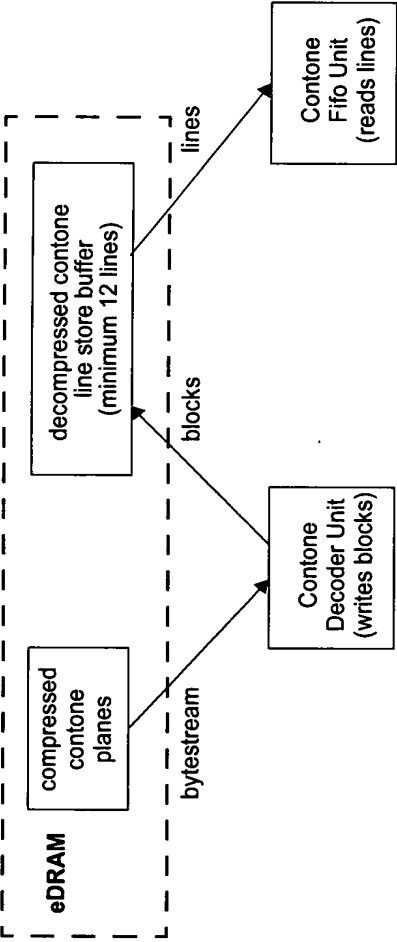 eDRAM
compressed
contone
planes
decompressed contone
line store buffer
(minimum 12 lines)
bytestream
blocks
lines
Contone
Decoder Unit
(writes blocks)
Contone
Fifo Unit
(reads lines)